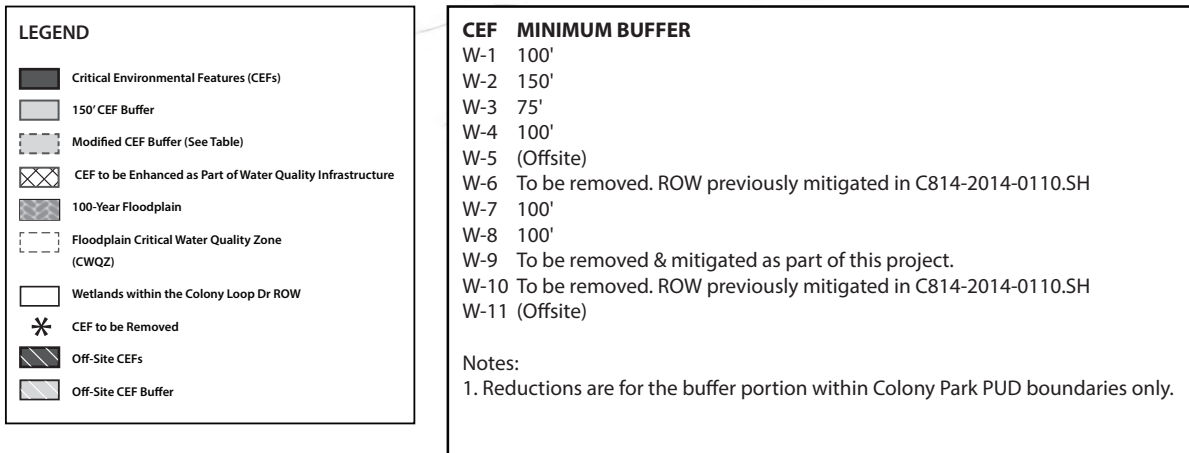 LEGEND
Critical Environmental Features (CEFs)
150' CEF Buffer
Modified CEF Buffer (See Table)
CEF to be Enhanced as Part of Water Quality Infrastructure
100-Year Floodplain
Floodplain Critical Water Quality Zone
(CWQZ)
Wetlands within the Colony Loop Dr ROW
CEF to be Removed
Off-Site CEFs
Off-Site CEF Buffer
CEF MINIMUM BUFFER
W-1 100'
W-2 150'
W-3 75'
W-4 100'
W-5 (Offsite)
W-6 To be removed. ROW previously mitigated in C814-2014-0110.SH
W-7 100'
W-8 100'
W-9 To be removed & mitigated as part of this project.
W-10 To be removed. ROW previously mitigated in C814-2014-0110.SH
W-11 (Offsite)
Notes:
1. Reductions are for the buffer portion within Colony Park PUD boundaries only.